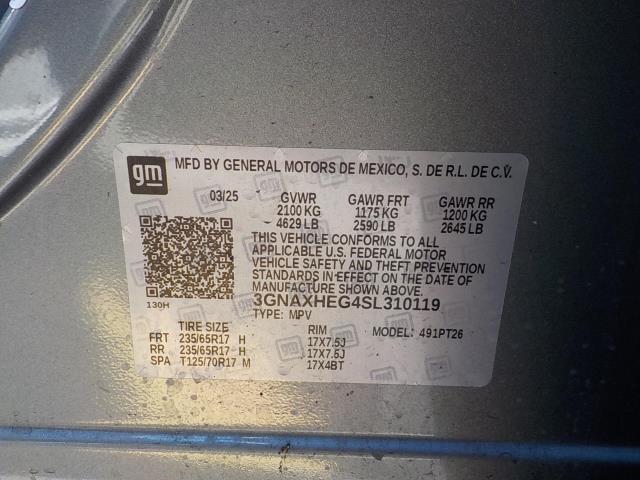 gm
MFD BY GENERAL MOTORS DE MEXICO, S. DE R.L. DE C.V.
03/25 GVWR GAWR FRT GAWR RR
2100 KG 1175 KG 1200 KG
4629 LB 2590 LB 2645 LB
THIS VEHICLE CONFORMS TO ALL
APPLICABLE U.S. FEDERAL MOTOR
VEHICLE SAFETY AND THEFT PREVENTION
STANDARDS IN EFFECT ON THE DATE OF
MANUFACTURE SHOWN ABOVE.
3GNAXHEG4SL310119
130H TYPE: MPV
TIRE SIZE RIM MODEL: 491PT26
FRT 235/65R17 H 17X7.5J
RR 235/65R17 H 17X7.5J
SPA T125/70R17 M 17X4BT